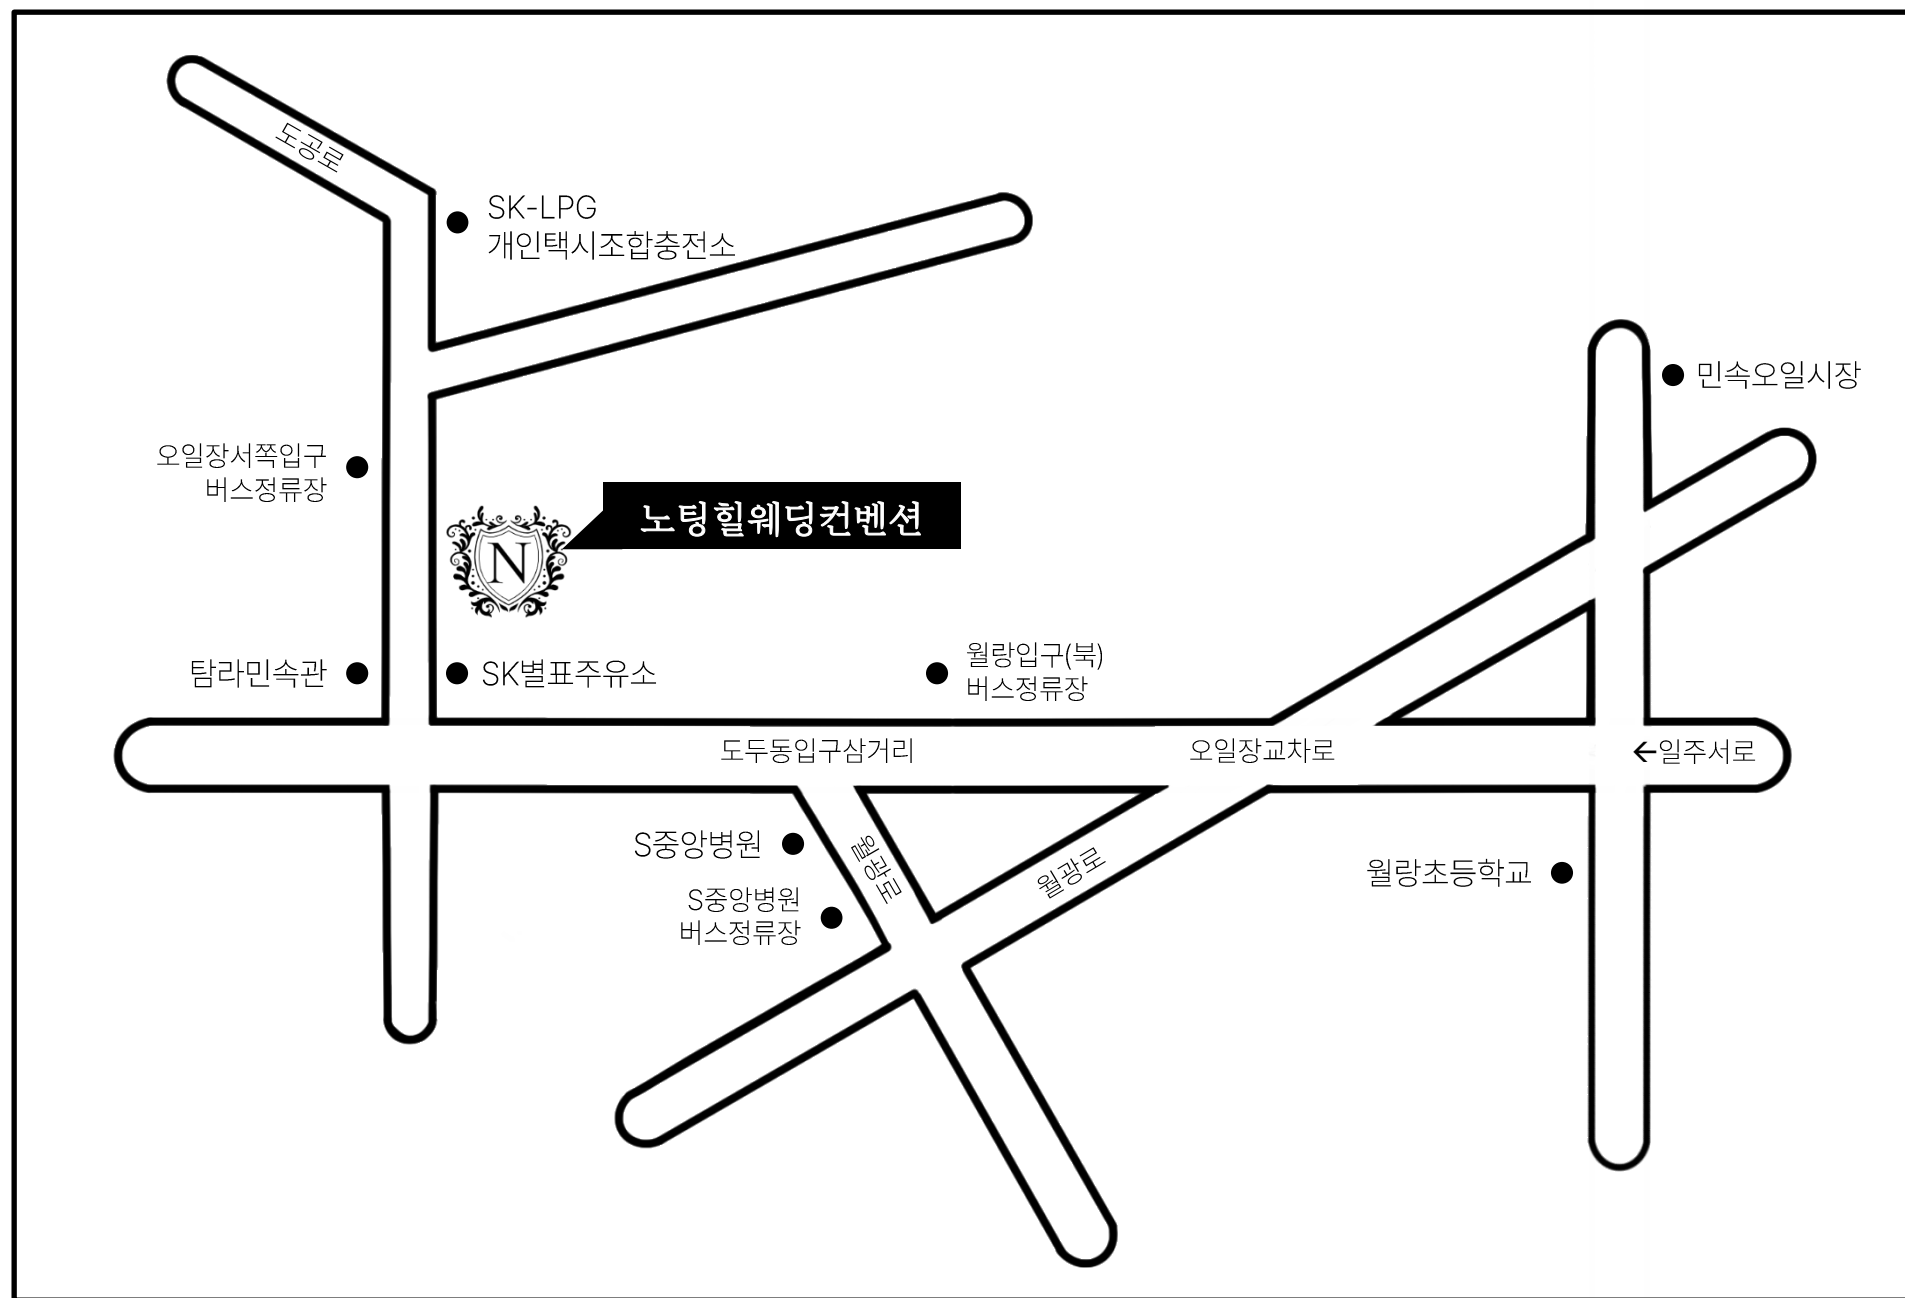 도공로
SK-LPG
개인택시조합충전소
민속오일시장
오일장서쪽입구
버스정류장
노팅힐웨딩컨벤션
N
탐라민속관
SK별표주유소
월랑입구(북)
버스정류장
도두동입구삼거리
오일장교차로
←일주서로
S중앙병원
월광로
월광로
월랑초등학교
S중앙병원
버스정류장